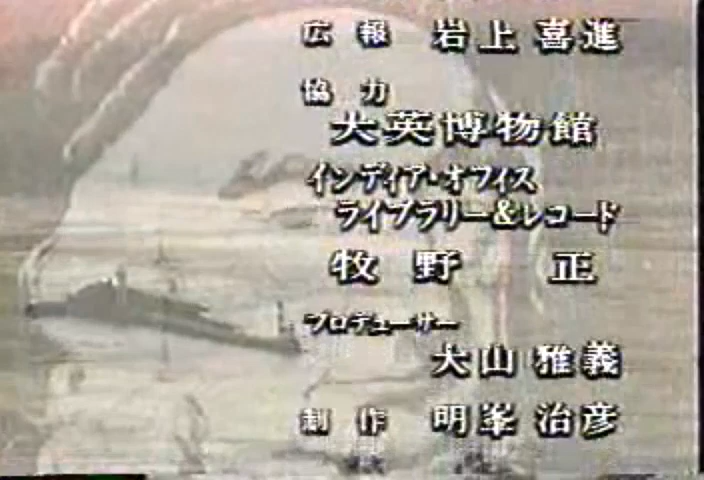 広 報 岩上 喜進
協 力
大英博物館
インディア・オフィス
ライブラリー&レコード
牧 野 正
プロデューサー
大山 雅義
制 作 明峯 治彦